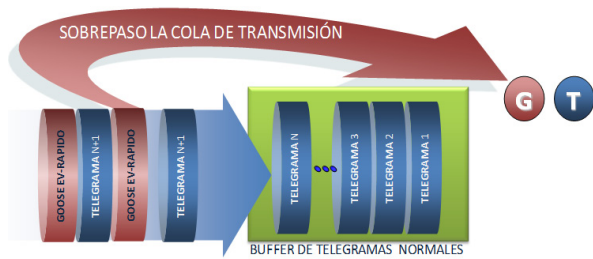 SOBREPASO LA COLA DE TRANSMISIÓN
G
T
GOOSE EV-RAPIDO
TELEGRAMA N+1
GOOSE EV-RAPIDO
TELEGRAMA N+1
TELEGRAMA N
TELEGRAMA 3
TELEGRAMA 2
TELEGRAMA 1
BUFFER DE TELEGRAMAS NORMALES